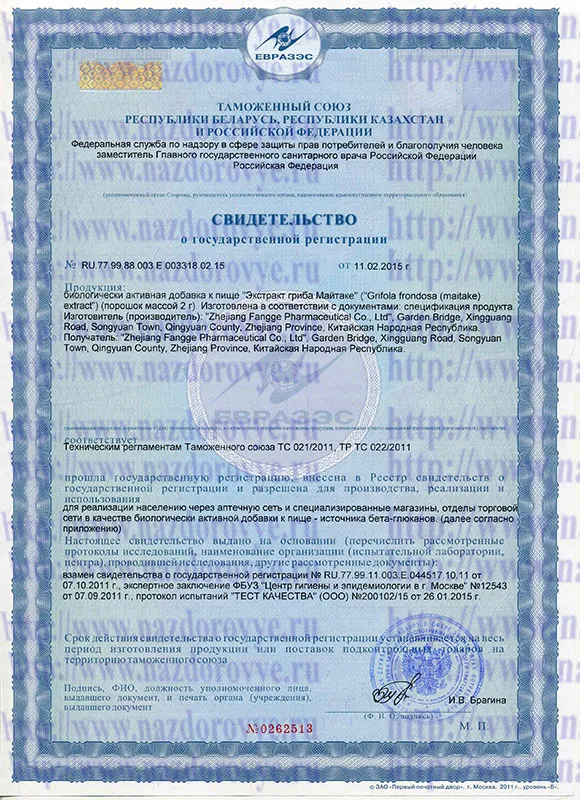 ЕВРАЗЭС
ТАМОЖЕННЫЙ СОЮЗ
РЕСПУБЛИКИ БЕЛАРУСЬ, РЕСПУБЛИКИ КАЗАХСТАН
И РОССИЙСКОЙ ФЕДЕРАЦИИ
Федеральная служба по надзору в сфере защиты прав потребителей и благополучия человека
заместитель Главного государственного санитарного врача Российской Федерации
Российская Федерация
(уполномоченный орган Стороны, руководитель уполномоченного органа, наименование административно-территориального образования)
СВИДЕТЕЛЬСТВО
о государственной регистрации
№ RU.77.99.88.003.Е.003318.02.15 от 11.02.2015 г.
Продукция:
биологически активная добавка к пище "Экстракт гриба Майтаке" ("Grifola frondosa (maitake)
extract") (порошок массой 2 г). Изготовлена в соответствии с документами: спецификация продукта.
Изготовитель (производитель): "Zhejiang Fangge Pharmaceutical Co., Ltd", Garden Bridge, Xingguang
Road, Songyuan Town, Qingyuan County, Zhejiang Province, Китайская Народная Республика.
Получатель: "Zhejiang Fangge Pharmaceutical Co., Ltd", Garden Bridge, Xingguang Road, Songyuan
Town, Qingyuan County, Zhejiang Province, Китайская Народная Республика.
ЕВРАЗЭС
соответствует
Техническим регламентам Таможенного союза ТС 021/2011, ТР ТС 022/2011
прошла государственную регистрацию, внесена в Реестр свидетельств о
государственной регистрации и разрешена для производства, реализации и
использования
для реализации населению через аптечную сеть и специализированные магазины, отделы торговой
сети в качестве биологически активной добавки к пище - источника бета-глюканов. (далее согласно
приложению)
Настоящее свидетельство выдано на основании (перечислить рассмотренные
протоколы исследований, наименование организации (испытательной лаборатории,
центра), проводившей исследования, другие рассмотренные документы):
взамен свидетельства о государственной регистрации № RU.77.99.11.003.Е.044517.10.11 от
07.10.2011 г., экспертное заключение ФБУЗ "Центр гигиены и эпидемиологии в г. Москве" №12543
от 07.09.2011 г., протокол испытаний "ТЕСТ КАЧЕСТВА" (ООО) №200102/15 от 26.01.2015 г.
Срок действия свидетельства о государственной регистрации устанавливается на весь
период изготовления продукции или поставок подконтрольных товаров на
территорию таможенного союза
Подпись, ФИО, должность уполномоченного лица,
выдавшего документ, и печать органа (учреждения),
выдавшего документ
И.В. Брагина
(Ф. И. О./подпись)
№0262513
М. П.
© ЗАО «Первый печатный двор», г. Москва, 2011 г., уровень «В».
http://www.nazdorovye.ru